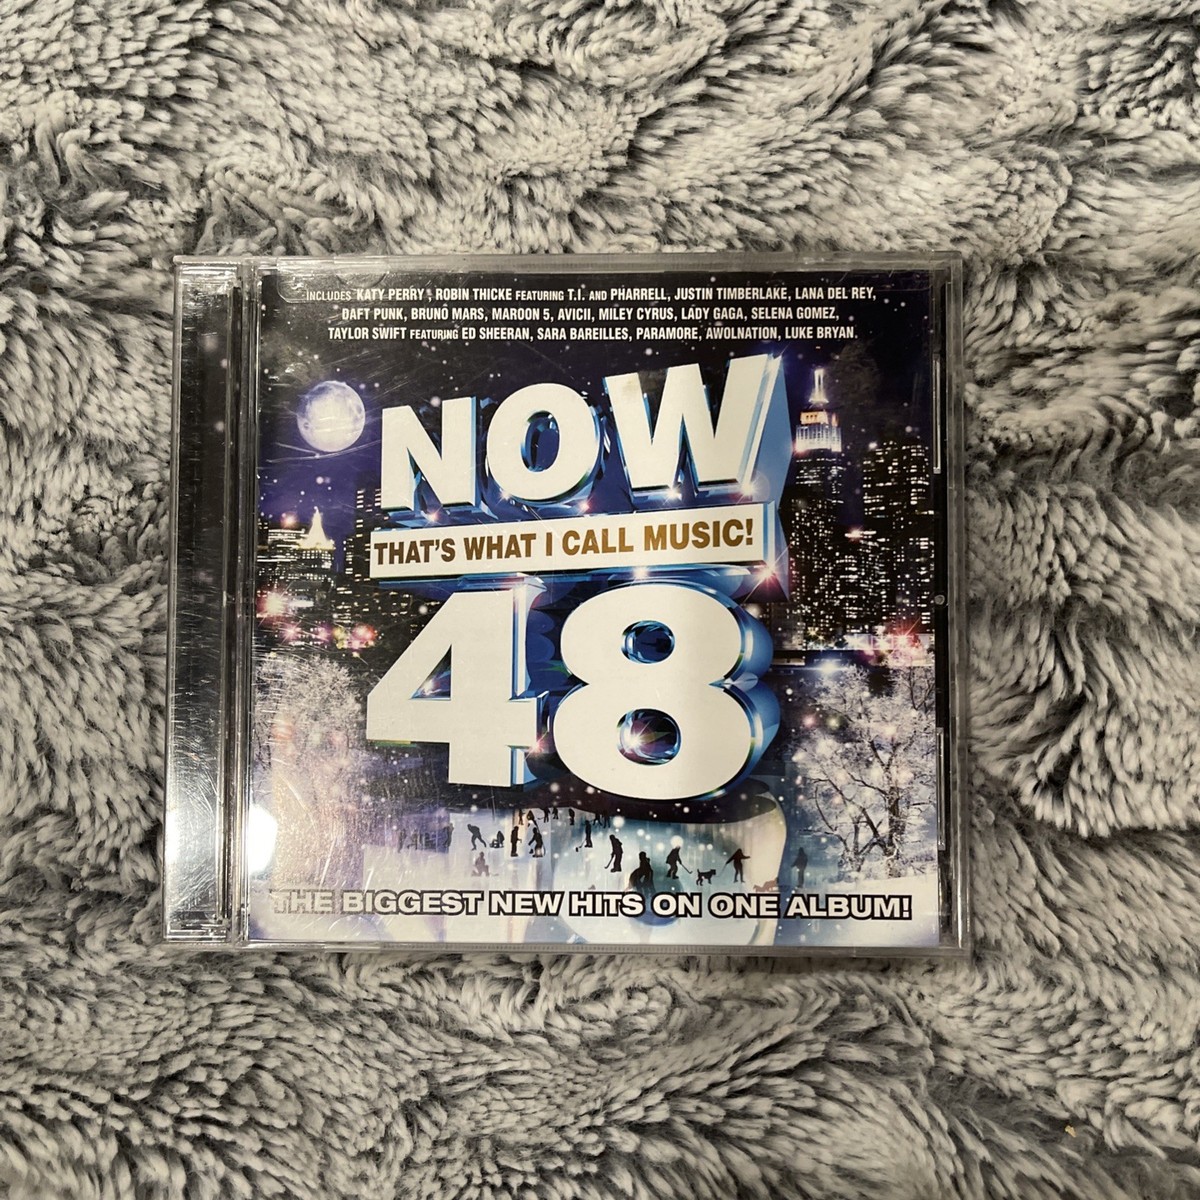 INCLUDES KATY PERRY, ROBIN THICKE FEATURING T.I. AND PHARRELL, JUSTIN TIMBERLAKE, LANA DEL REY,
DAFT PUNK, BRUNO MARS, MAROON 5, AVICII, MILEY CYRUS, LADY GAGA, SELENA GOMEZ,
TAYLOR SWIFT FEATURING ED SHEERAN, SARA BAREILLES, PARAMORE, AWOLNATION, LUKE BRYAN.
NOW
THAT'S WHAT I CALL MUSIC!
48
THE BIGGEST NEW HITS ON ONE ALBUM!